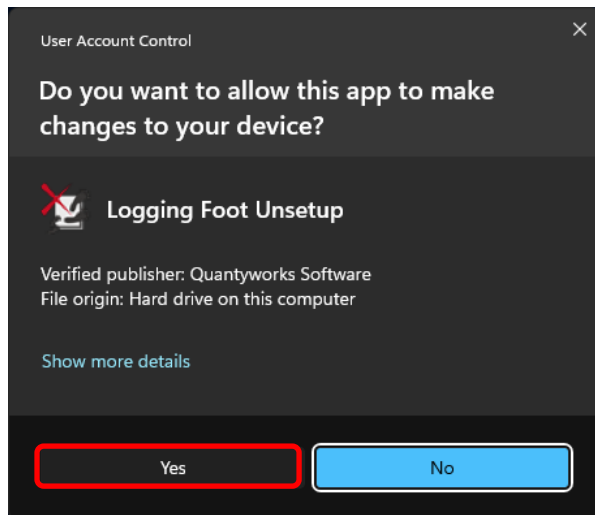 User Account Control
Do you want to allow this app to make
changes to your device?
Logging Foot Unsetup
Verified publisher: Quantyworks Software
File origin: Hard drive on this computer
Show more details
Yes
No